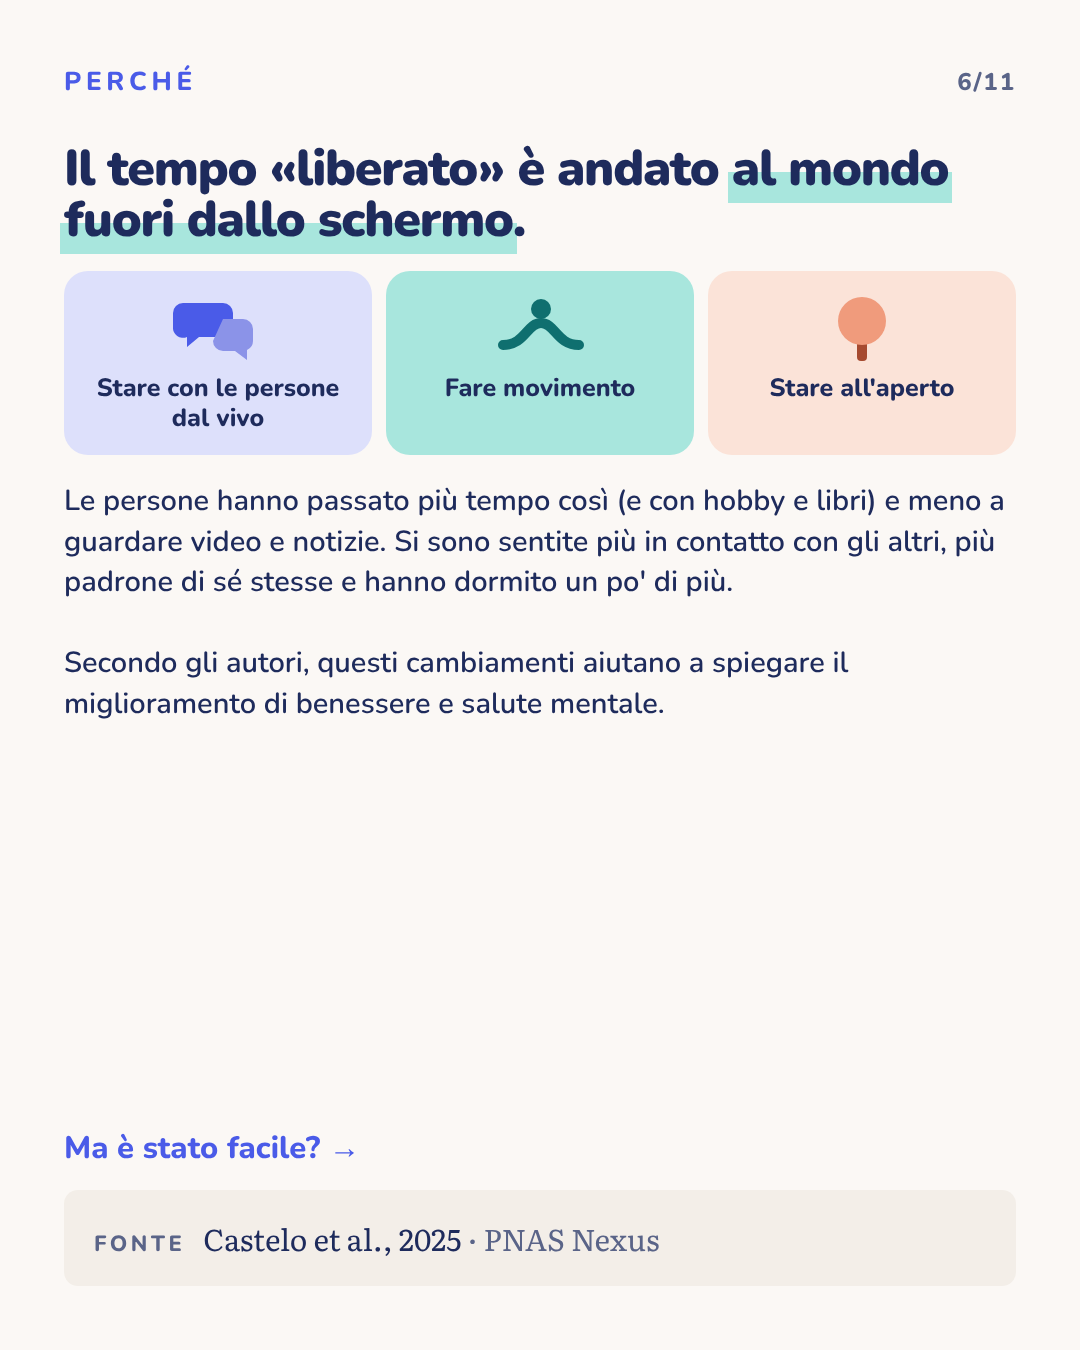 PERCHÉ
6/11
Il tempo «liberato» è andato al mondo
fuori dallo schermo.
Stare con le persone
dal vivo
Fare movimento
Stare all'aperto
Le persone hanno passato più tempo così (e con hobby e libri) e meno a
guardare video e notizie. Si sono sentite più in contatto con gli altri, più
padrone di sé stesse e hanno dormito un po' di più.
Secondo gli autori, questi cambiamenti aiutano a spiegare il
miglioramento di benessere e salute mentale.
Ma è stato facile? →
FONTE Castelo et al., 2025 · PNAS Nexus